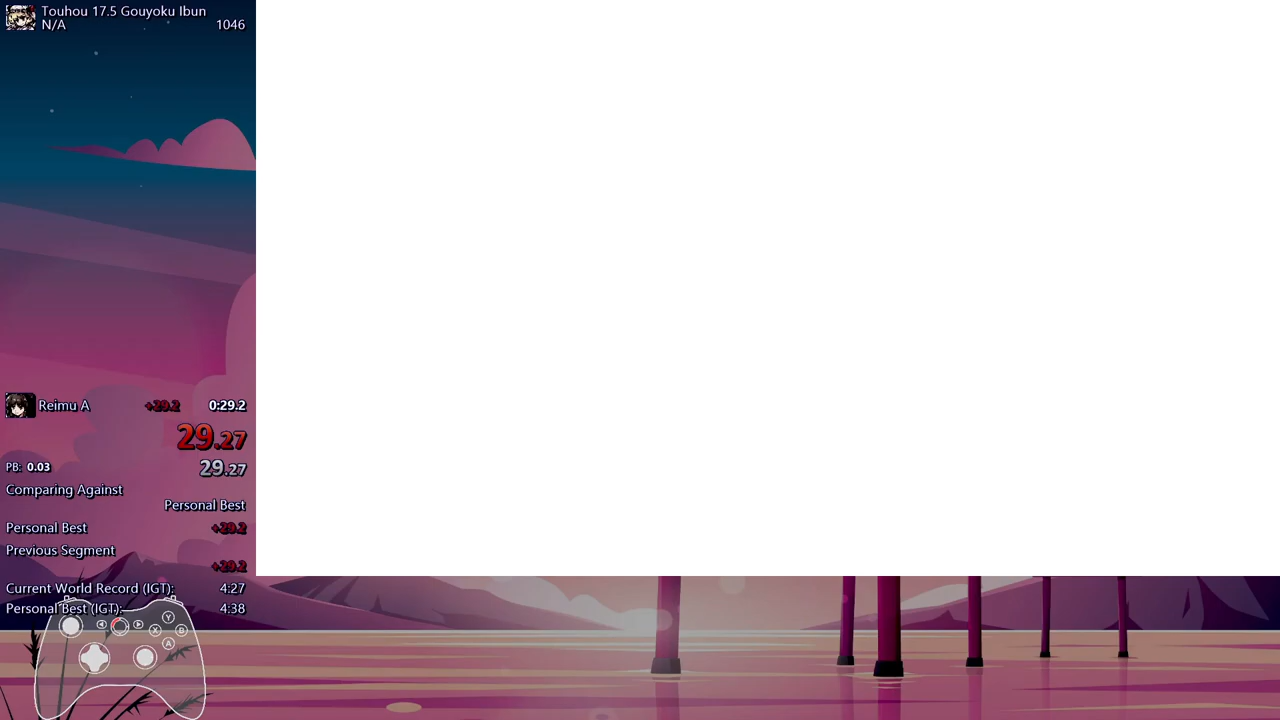 Touhou 17.5 Gouyoku Ibun
N/A 1046
Reimu A +29.2 0:29.2
29.27
PB: 0.03 29.27
Comparing Against
Personal Best
Personal Best +29.2
Previous Segment
+29.2
Current World Record (IGT): 4:27
Personal Best (IGT): 4:38
Y
X B
A